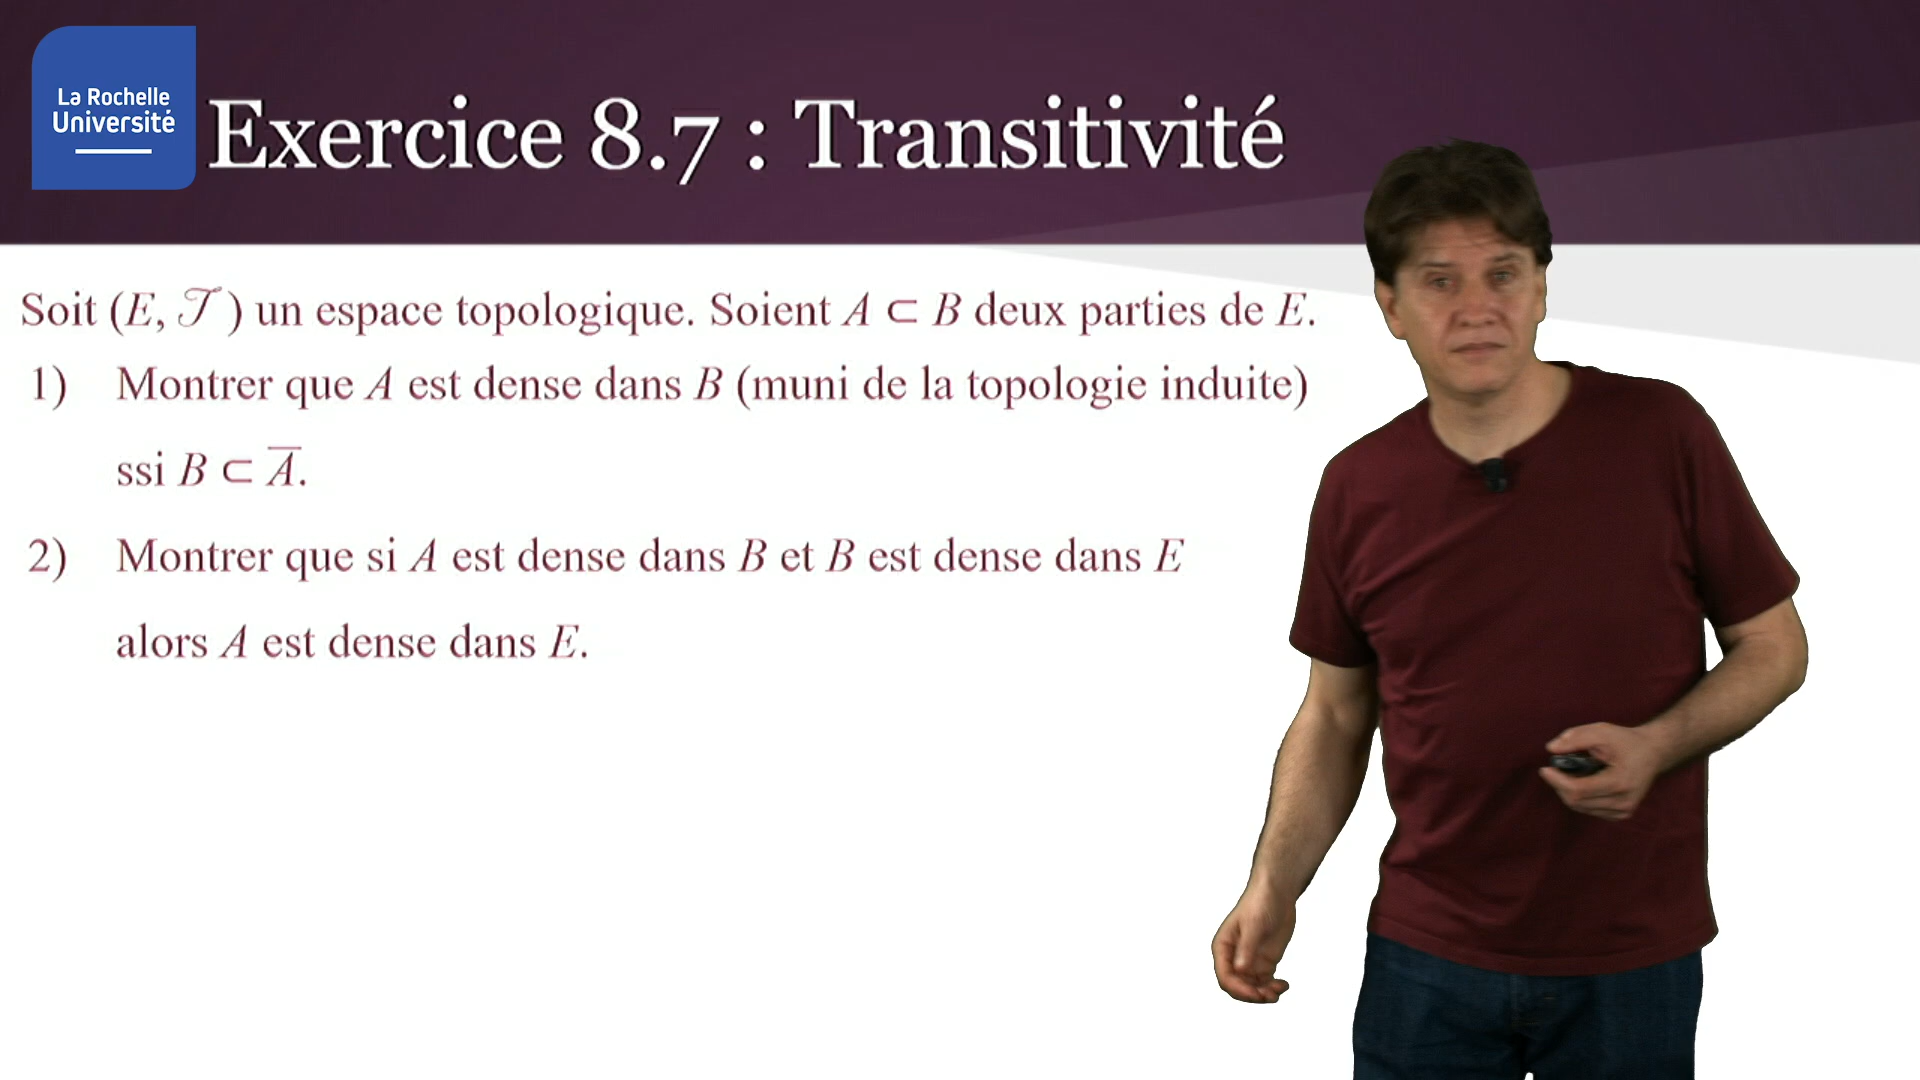 La Rochelle
Université
Exercice 8.7 : Transitivité
Soit (E, 𝒯 ) un espace topologique. Soient A ⊂ B deux parties de E.
1) Montrer que A est dense dans B (muni de la topologie induite)
ssi B ⊂ A̅.
2) Montrer que si A est dense dans B et B est dense dans E
alors A est dense dans E.